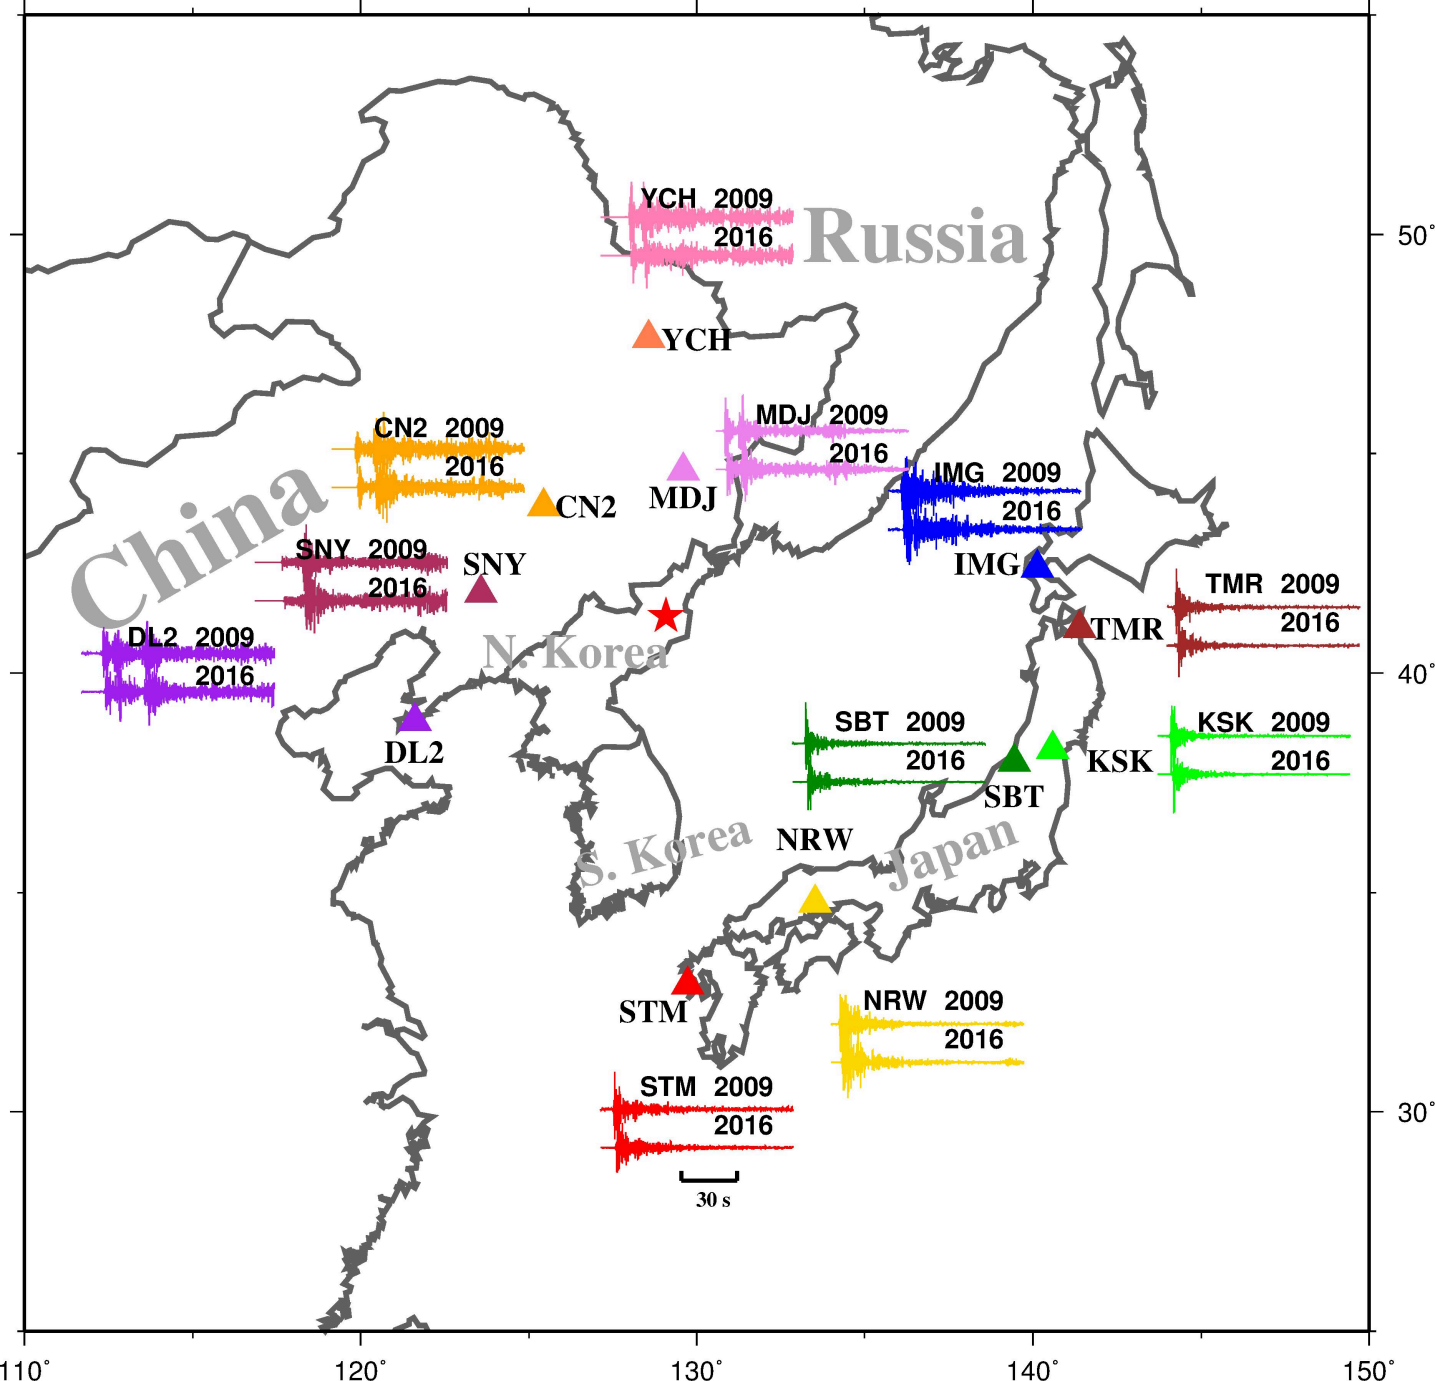 YCH 2009
2016
Russia
50°
YCH
CN2 2009
2016
CN2
MDJ 2009
2016
MDJ
IMG 2009
2016
IMG
China
SNY 2009
2016
SNY
TMR 2009
2016
TMR
DL2 2009
2016
DL2
N. Korea
40°
SBT 2009
2016
SBT
KSK 2009
2016
KSK
NRW
S. Korea
Japan
STM
NRW 2009
2016
STM 2009
2016
30 s
30°
110°
120°
130°
140°
150°